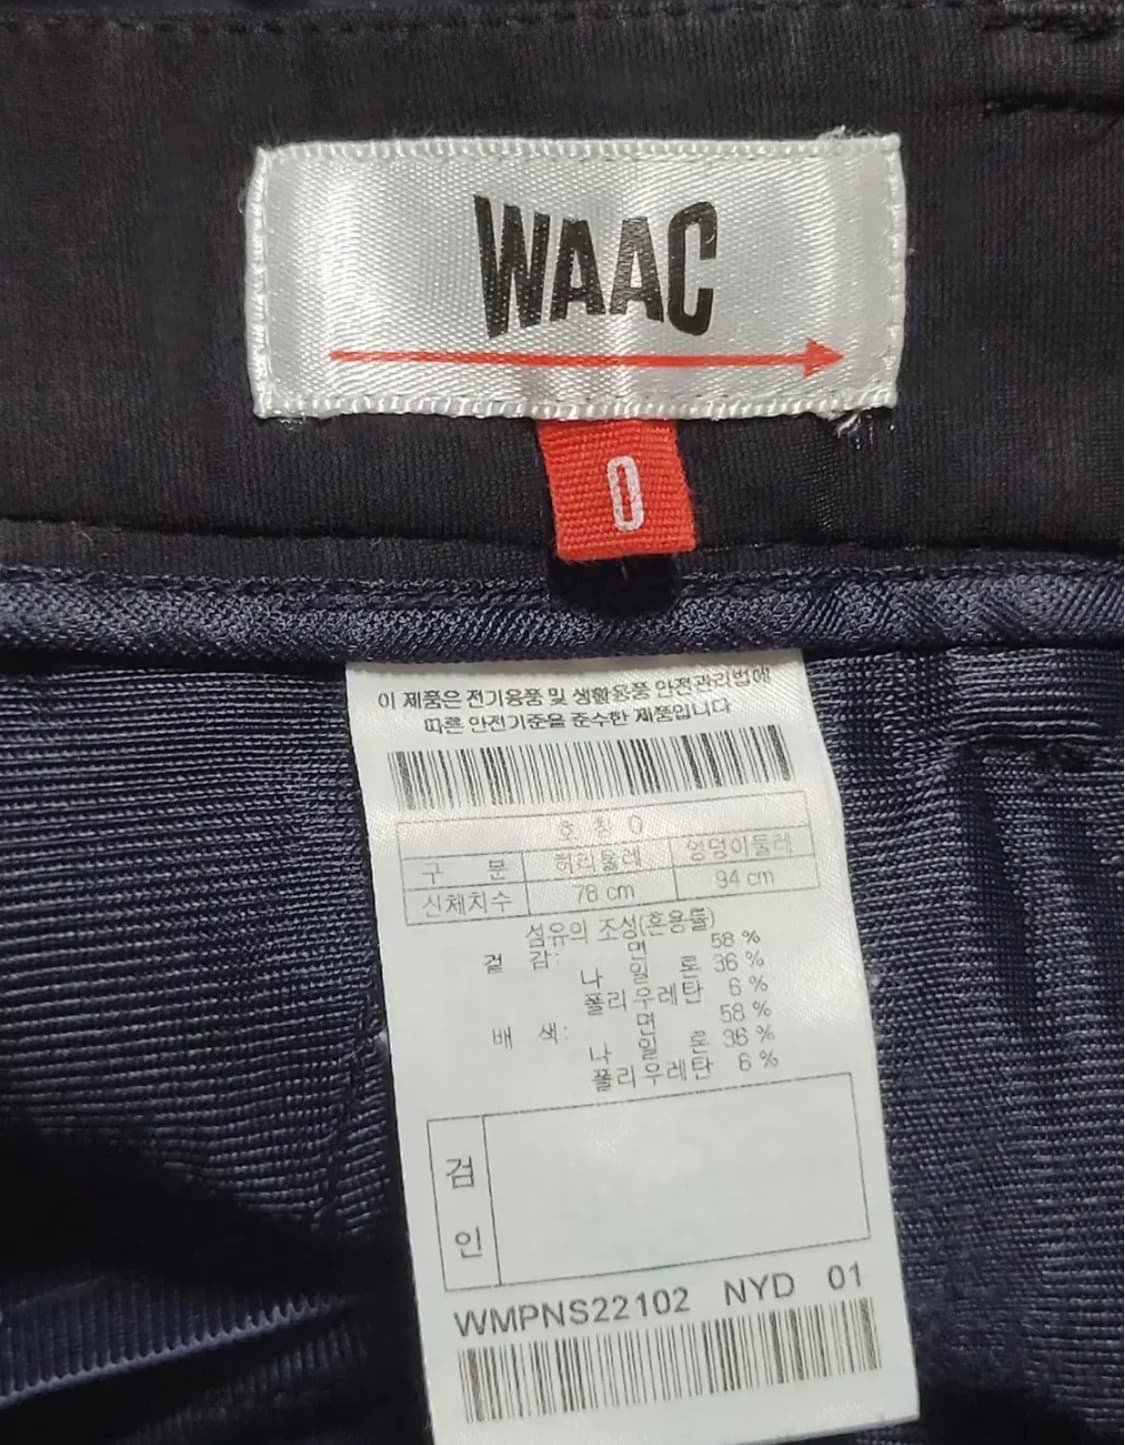 WAAC
0
이 제품은 전기용품 및 생활용품 안전관리법에
따른 안전기준을 준수한 제품입니다
호 칭 0
구 분 허리둘레 엉덩이둘레
신체치수 78 cm 94 cm
섬유의 조성(혼용률)
겉 감: 면 58 %
나 일 론 36 %
폴리우레탄 6 %
배 색: 면 58 %
나 일 론 36 %
폴리우레탄 6 %
검
인
WMPNS22102 NYD 01